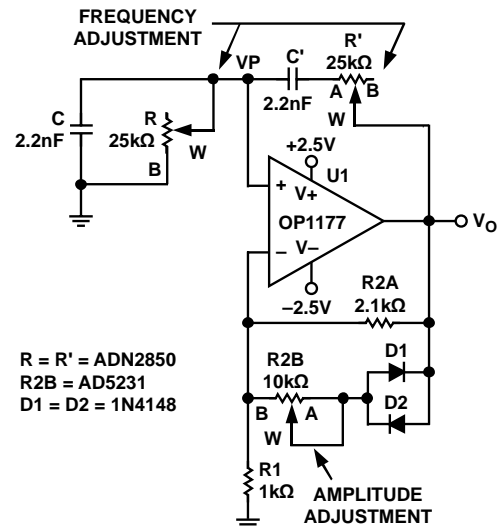 FREQUENCY
ADJUSTMENT
VP
C'
2.2nF
R'
25kΩ
A
B
W
C
2.2nF
R
25kΩ
B
W
+2.5V
U1
+
V+
OP1177
–
V–
–2.5V
VO
R2A
2.1kΩ
R2B
10kΩ
B
A
W
D1
D2
R = R' = ADN2850
R2B = AD5231
D1 = D2 = 1N4148
R1
1kΩ
AMPLITUDE
ADJUSTMENT